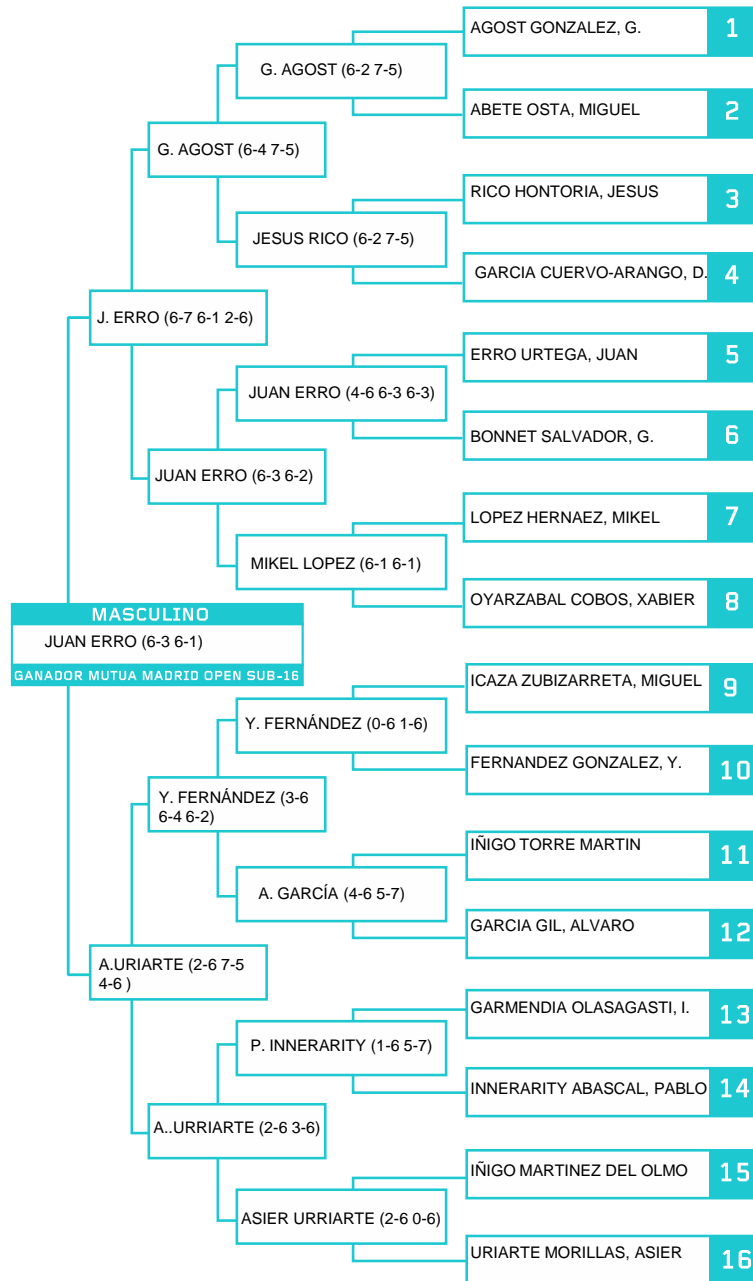 AGOST GONZALEZ, G.
1
G. AGOST (6-2 7-5)
ABETE OSTA, MIGUEL
2
G. AGOST (6-4 7-5)
RICO HONTORIA, JESUS
3
JESUS RICO (6-2 7-5)
GARCIA CUERVO-ARANGO, D.
4
J. ERRO (6-7 6-1 2-6)
ERRO URTEGA, JUAN
5
JUAN ERRO (4-6 6-3 6-3)
BONNET SALVADOR, G.
6
JUAN ERRO (6-3 6-2)
LOPEZ HERNAEZ, MIKEL
7
MIKEL LOPEZ (6-1 6-1)
OYARZABAL COBOS, XABIER
8
MASCULINO
JUAN ERRO (6-3 6-1)
GANADOR MUTUA MADRID OPEN SUB-16
ICAZA ZUBIZARRETA, MIGUEL
9
Y. FERNÁNDEZ (0-6 1-6)
FERNANDEZ GONZALEZ, Y.
10
Y. FERNÁNDEZ (3-6
6-4 6-2)
IÑIGO TORRE MARTIN
11
A. GARCÍA (4-6 5-7)
GARCIA GIL, ALVARO
12
A.URIARTE (2-6 7-5
4-6 )
GARMENDIA OLASAGASTI, I.
13
P. INNERARITY (1-6 5-7)
INNERARITY ABASCAL, PABLO
14
A..URRIARTE (2-6 3-6)
IÑIGO MARTINEZ DEL OLMO
15
ASIER URRIARTE (2-6 0-6)
URIARTE MORILLAS, ASIER
16